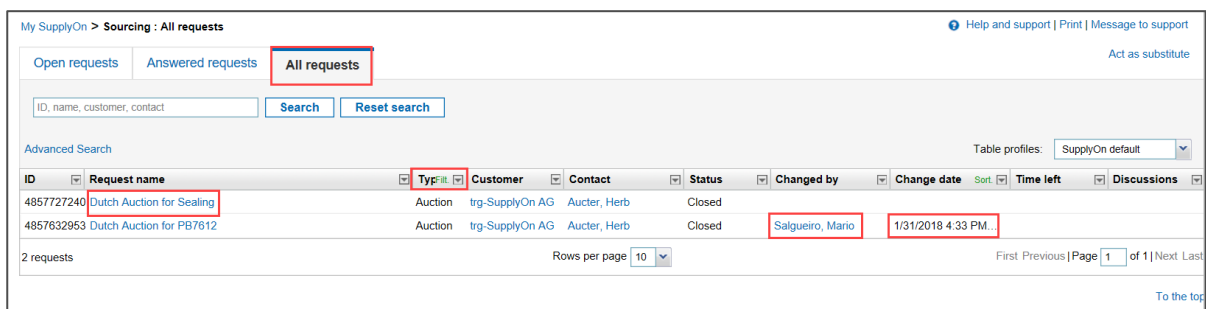 My SupplyOn > Sourcing : All requests
Help and support | Print | Message to support
Act as substitute
Open requests Answered requests All requests
ID, name, customer, contact Search Reset search
Advanced Search
Table profiles: SupplyOn default
ID Request name Typ Filt. Customer Contact Status Changed by Change date Sort. Time left Discussions
4857727240 Dutch Auction for Sealing Auction trg-SupplyOn AG Aucter, Herb Closed
4857632953 Dutch Auction for PB7612 Auction trg-SupplyOn AG Aucter, Herb Closed Salgueiro, Mario 1/31/2018 4:33 PM...
2 requests Rows per page 10 First Previous | Page 1 of 1 | Next Last
To the top